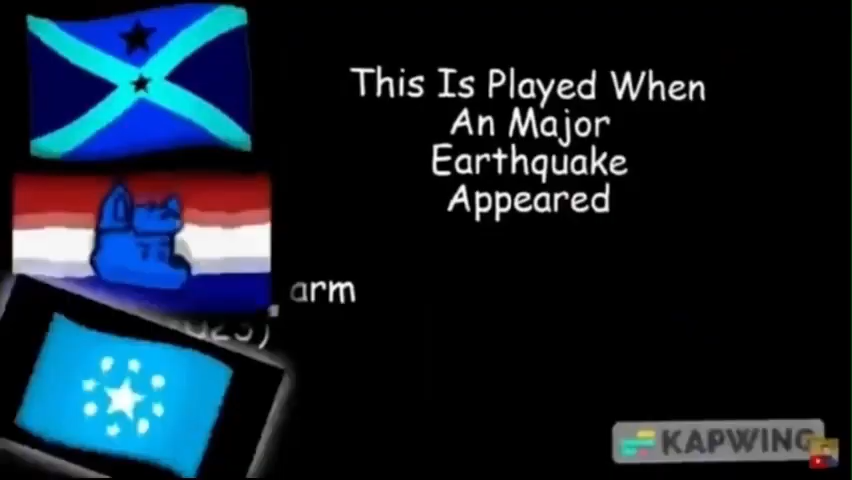 This Is Played When
An Major
Earthquake
Appeared
arm
KAPWING